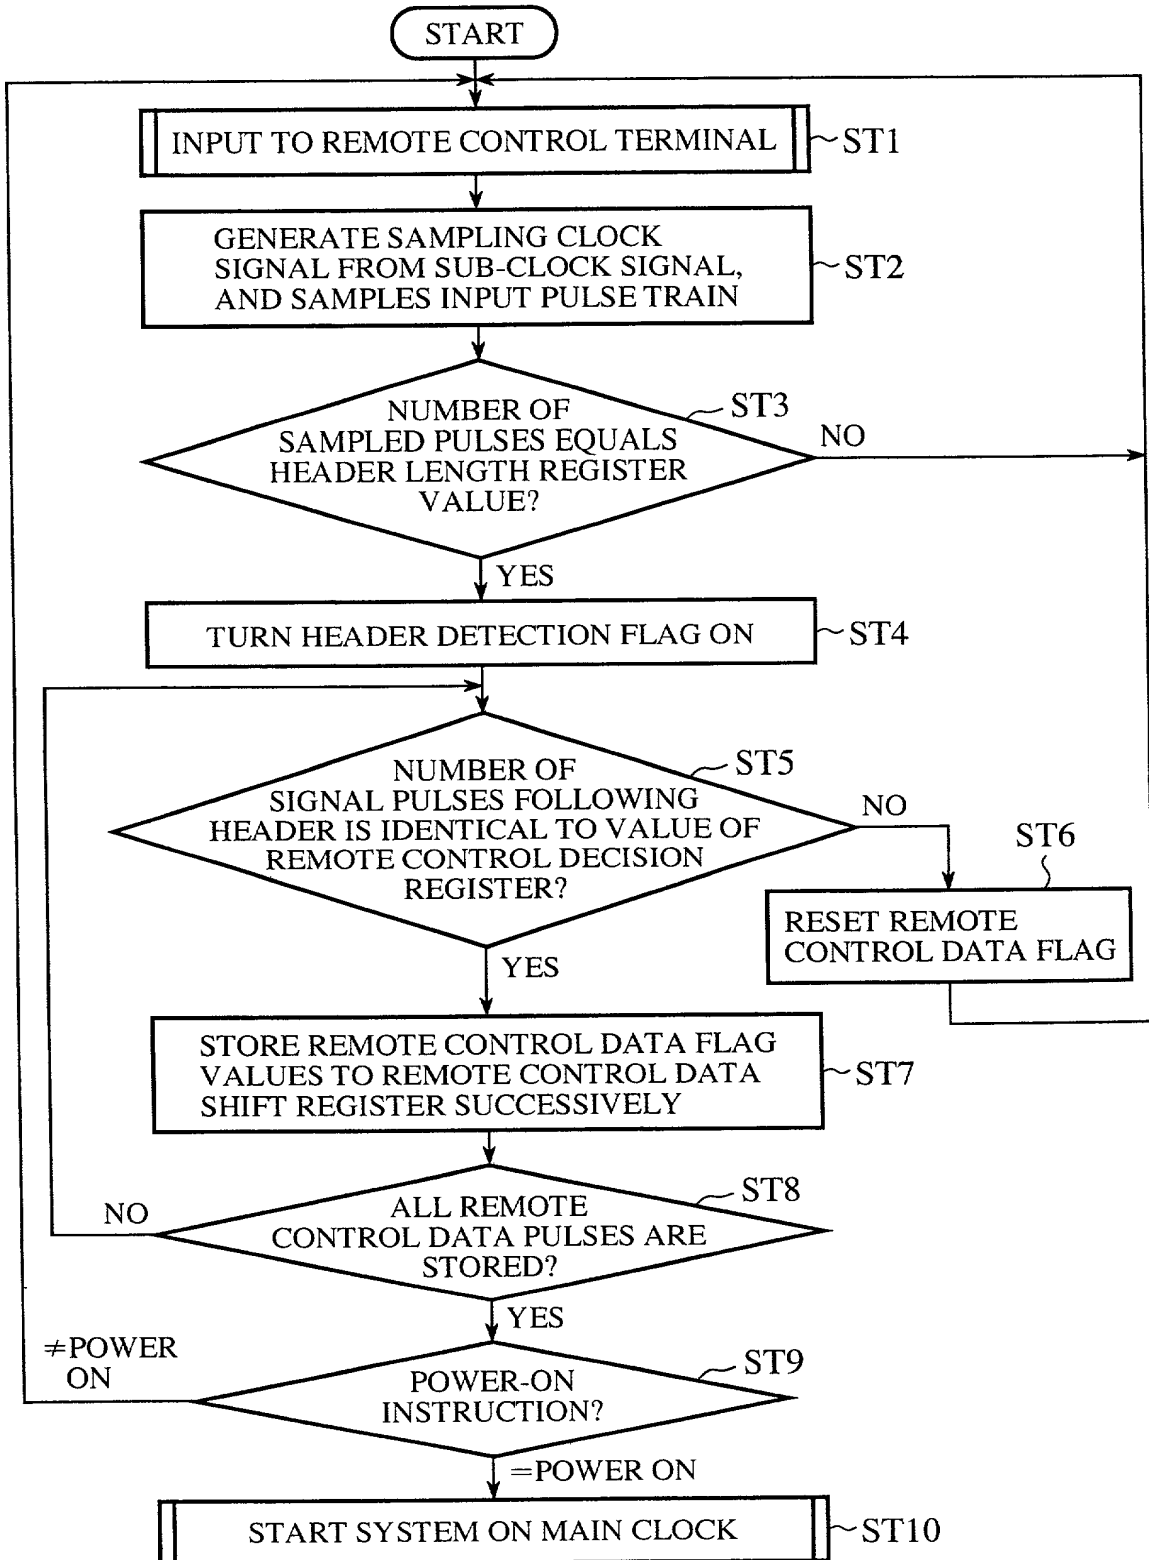 START
INPUT TO REMOTE CONTROL TERMINAL
ST1
GENERATE SAMPLING CLOCK
SIGNAL FROM SUB-CLOCK SIGNAL,
AND SAMPLES INPUT PULSE TRAIN
ST2
NUMBER OF
SAMPLED PULSES EQUALS
HEADER LENGTH REGISTER
VALUE?
ST3
NO
YES
TURN HEADER DETECTION FLAG ON
ST4
NUMBER OF
SIGNAL PULSES FOLLOWING
HEADER IS IDENTICAL TO VALUE OF
REMOTE CONTROL DECISION
REGISTER?
ST5
NO
ST6
RESET REMOTE
CONTROL DATA FLAG
YES
STORE REMOTE CONTROL DATA FLAG
VALUES TO REMOTE CONTROL DATA
SHIFT REGISTER SUCCESSIVELY
ST7
ALL REMOTE
CONTROL DATA PULSES ARE
STORED?
ST8
NO
YES
≠POWER
ON
POWER-ON
INSTRUCTION?
ST9
=POWER ON
START SYSTEM ON MAIN CLOCK
ST10